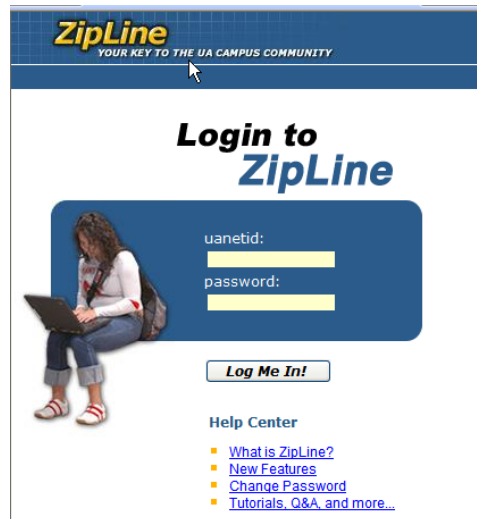 ZipLine
YOUR KEY TO THE UA CAMPUS COMMUNITY
Login to
ZipLine
uanetid:
password:
Log Me In!
Help Center
What is ZipLine?
New Features
Change Password
Tutorials, Q&A, and more...